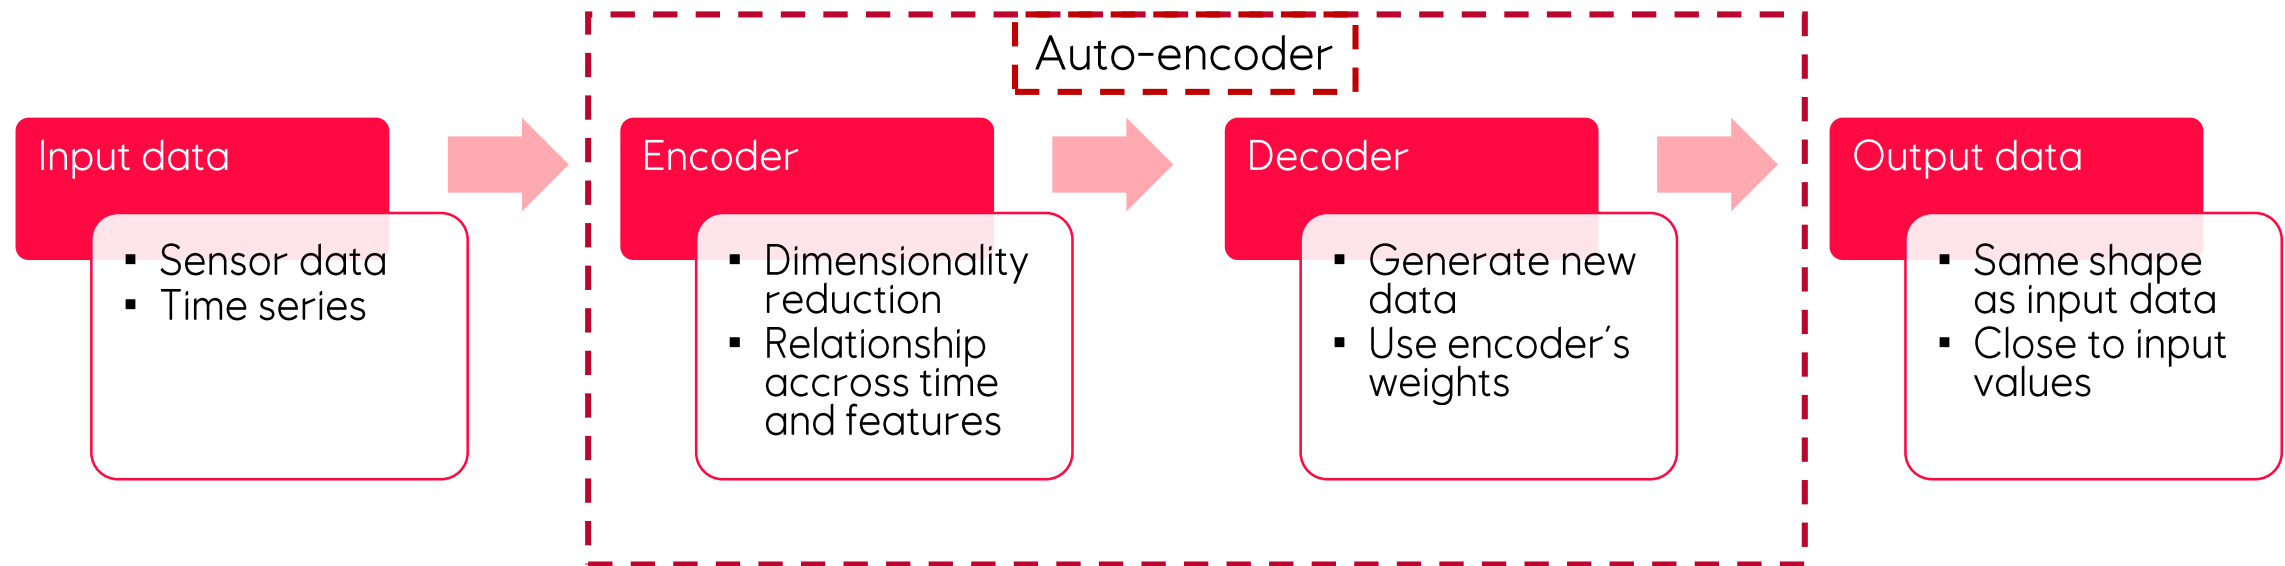 Auto-encoder
Input data
▪ Sensor data
▪ Time series
Encoder
▪ Dimensionality
reduction
▪ Relationship
accross time
and features
Decoder
▪ Generate new
data
▪ Use encoder´s
weights
Output data
▪ Same shape
as input data
▪ Close to input
values